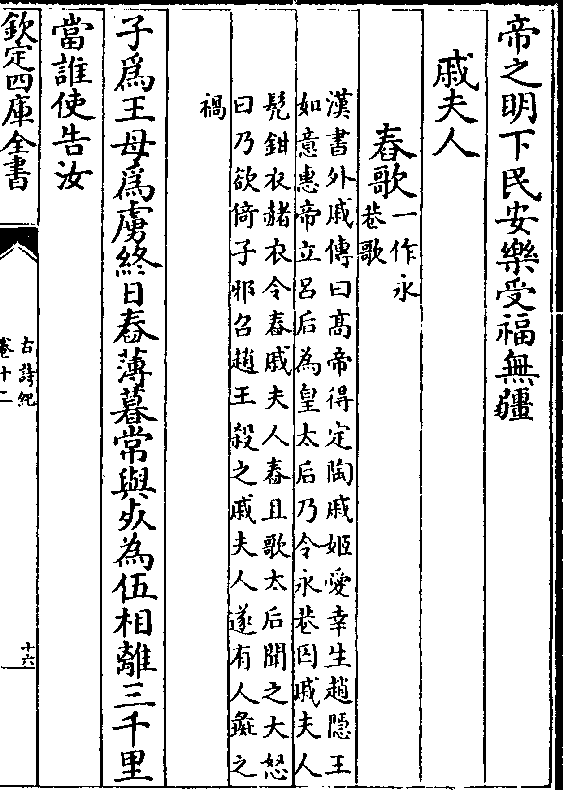 帝之明下民安樂受福無疆
戚夫人
舂歌一作永
巷歌
漢書外戚傳曰髙帝得定陶戚姬愛幸生趙隱王
如意惠帝立吕后為皇太后乃令永巷囚戚夫人
髠鉗衣赭衣令舂戚夫人舂且歌太后聞之大怒
曰乃欲倚子邪召趙王殺之戚夫人遂有人彘之
禍
子爲王母爲虜終日舂薄暮常與死為伍相離三千里
當誰使告汝
欽定四庫全書
古詩紀
卷十二
十六